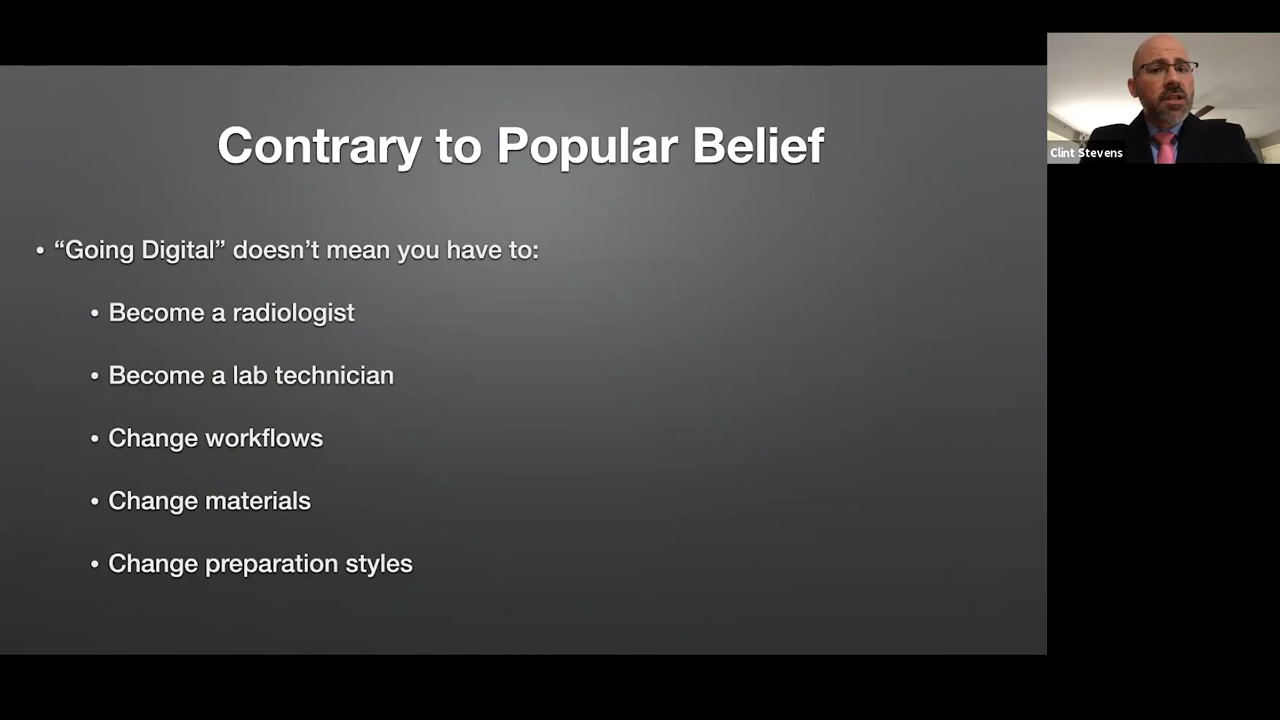 Contrary to Popular Belief
• “Going Digital” doesn’t mean you have to:
• Become a radiologist
• Become a lab technician
• Change workflows
• Change materials
• Change preparation styles
Clint Stevens